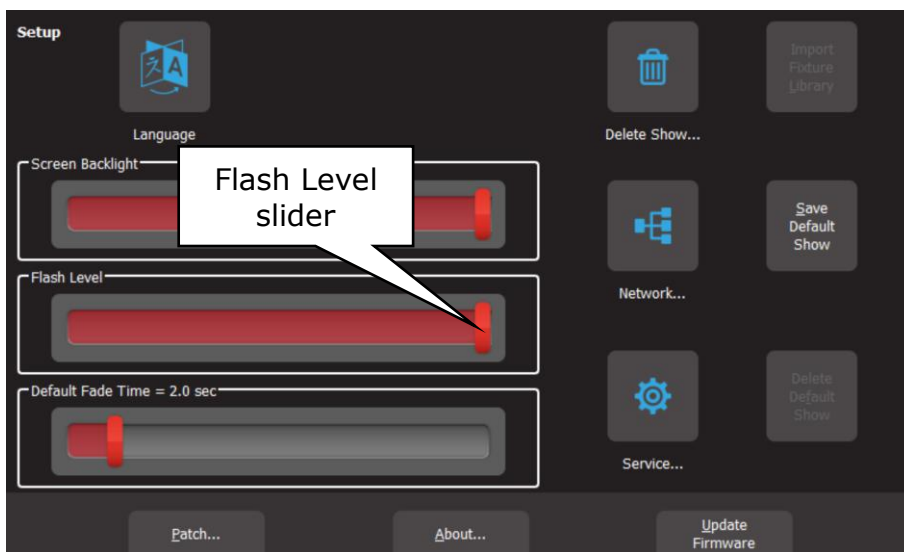 Setup
Language
Delete Show...
Import
Fixture
Library
Screen Backlight
Flash Level
slider
Save
Default
Show
Flash Level
Network...
Default Fade Time = 2.0 sec
Delete
Default
Show
Service...
Patch...
About...
Update
Firmware